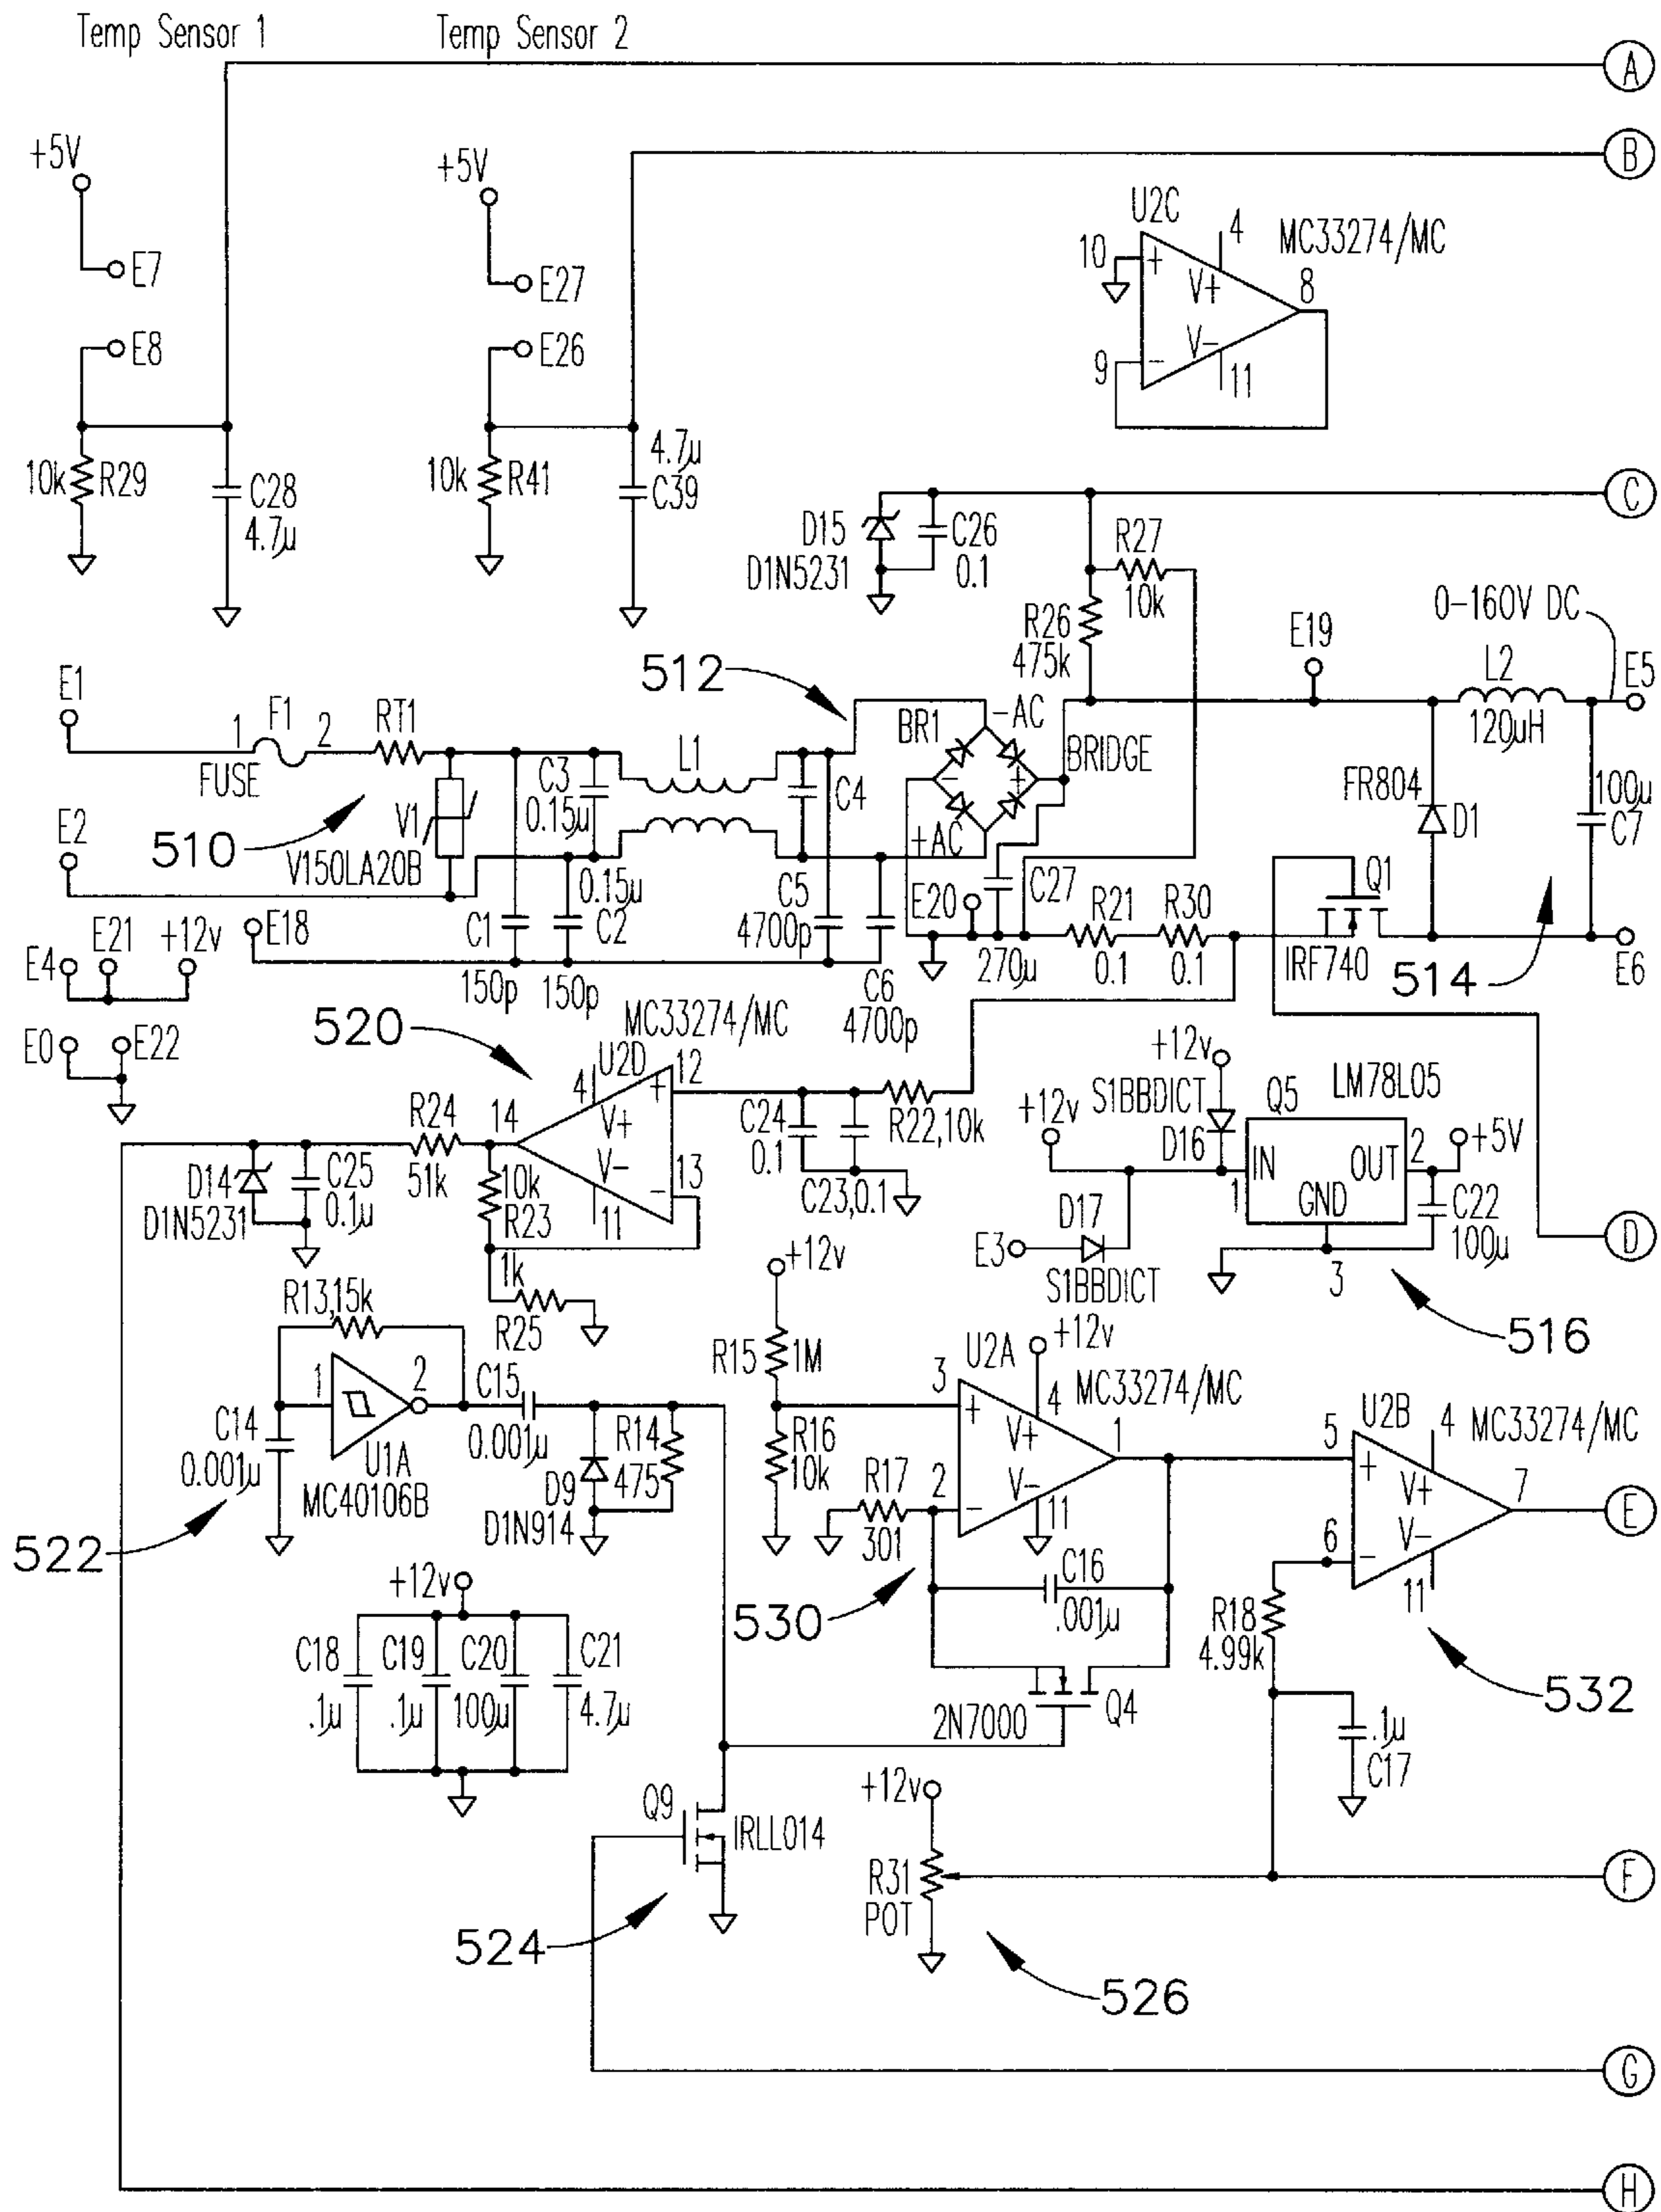 Temp Sensor 1
Temp Sensor 2
A
B
+5V
E7
E8
10k
R29
C28
4.7µ
+5V
E27
E26
10k
R41
4.7µ
C39
U2C
MC33274/MC
10
+
4
V+
8
V-
9
-
11
C
D15
D1N5231
C26
0.1
R27
10k
R26
475k
0-160V DC
E19
L2
120µH
E5
512
E1
1
F1
2
FUSE
RT1
C3
0.15µ
L1
C4
BR1
-AC
-
+
BRIDGE
+AC
FR804
D1
100µ
C7
E2
510
V1
V150LA20B
0.15µ
C1
150p
C2
150p
C5
4700p
C6
4700p
E20
C27
270µ
R21
0.1
R30
0.1
Q1
IRF740
514
E6
E18
E4
E21
+12v
E0
E22
520
MC33274/MC
U2D
4
12
+
V+
14
V-
13
-
11
R24
51k
D14
D1N5231
C25
0.1µ
10k
R23
1k
R25
C24
0.1
C23,0.1
R22,10k
+12v
S1BBDICT
D16
+12v
Q5
LM78L05
IN
OUT
GND
1
2
3
+5V
C22
100µ
E3
D17
S1BBDICT
516
D
R13,15k
1
2
C14
0.001µ
U1A
MC40106B
C15
0.001µ
R14
475
D9
D1N914
522
+12v
R15
1M
R16
10k
R17
301
U2A
+12v
MC33274/MC
3
+
4
V+
1
V-
2
-
11
530
C16
.001µ
2N7000
Q4
U2B
4
MC33274/MC
5
+
V+
7
V-
6
-
11
E
R18
4.99k
532
.1µ
C17
+12v
C18
.1µ
C19
.1µ
C20
100µ
C21
4.7µ
Q9
IRLL014
524
+12v
R31
POT
526
F
G
H